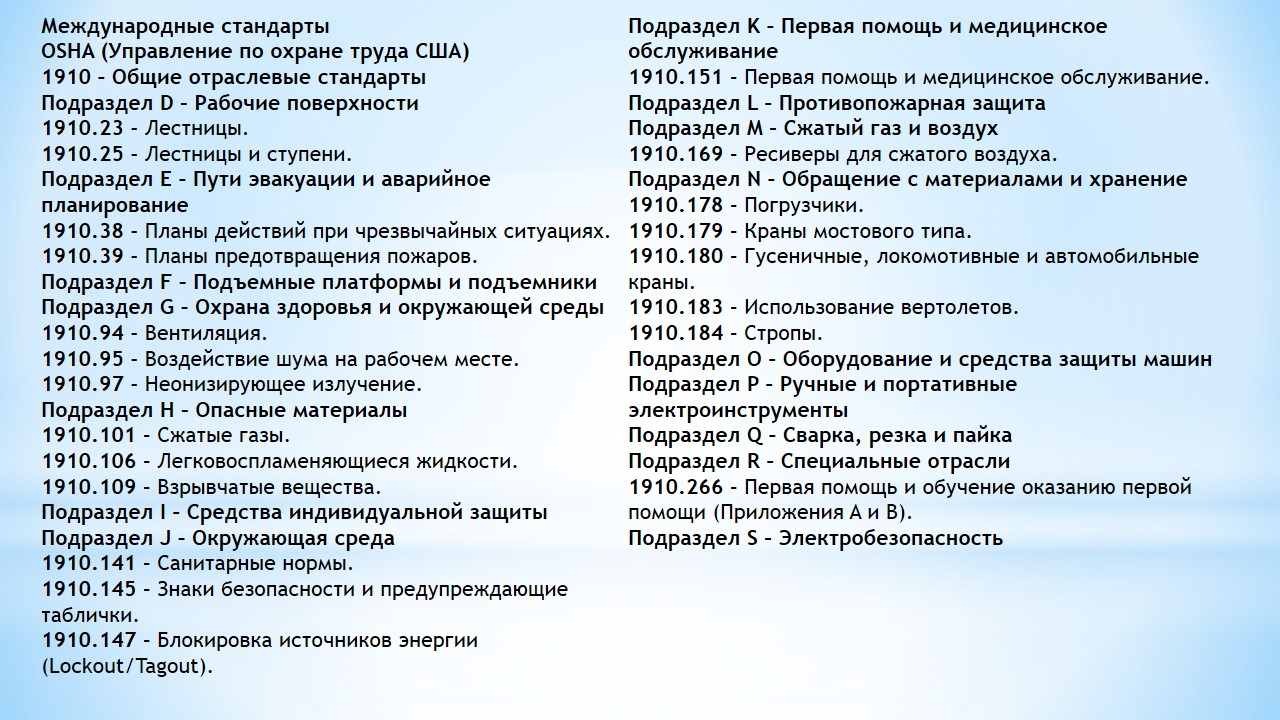 Международные стандарты
OSHA (Управление по охране труда США)
1910 – Общие отраслевые стандарты
Подраздел D – Рабочие поверхности
1910.23 – Лестницы.
1910.25 – Лестницы и ступени.
Подраздел E – Пути эвакуации и аварийное
планирование
1910.38 – Планы действий при чрезвычайных ситуациях.
1910.39 – Планы предотвращения пожаров.
Подраздел F – Подъемные платформы и подъемники
Подраздел G – Охрана здоровья и окружающей среды
1910.94 – Вентиляция.
1910.95 – Воздействие шума на рабочем месте.
1910.97 – Неонизирующее излучение.
Подраздел H – Опасные материалы
1910.101 – Сжатые газы.
1910.106 – Легковоспламеняющиеся жидкости.
1910.109 – Взрывчатые вещества.
Подраздел I – Средства индивидуальной защиты
Подраздел J – Окружающая среда
1910.141 – Санитарные нормы.
1910.145 – Знаки безопасности и предупреждающие
таблички.
1910.147 – Блокировка источников энергии
(Lockout/Tagout).
Подраздел K – Первая помощь и медицинское
обслуживание
1910.151 – Первая помощь и медицинское обслуживание.
Подраздел L – Противопожарная защита
Подраздел M – Сжатый газ и воздух
1910.169 – Ресиверы для сжатого воздуха.
Подраздел N – Обращение с материалами и хранение
1910.178 – Погрузчики.
1910.179 – Краны мостового типа.
1910.180 – Гусеничные, локомотивные и автомобильные
краны.
1910.183 – Использование вертолетов.
1910.184 – Стропы.
Подраздел O – Оборудование и средства защиты машин
Подраздел P – Ручные и портативные
электроинструменты
Подраздел Q – Сварка, резка и пайка
Подраздел R – Специальные отрасли
1910.266 – Первая помощь и обучение оказанию первой
помощи (Приложения A и B).
Подраздел S – Электробезопасность